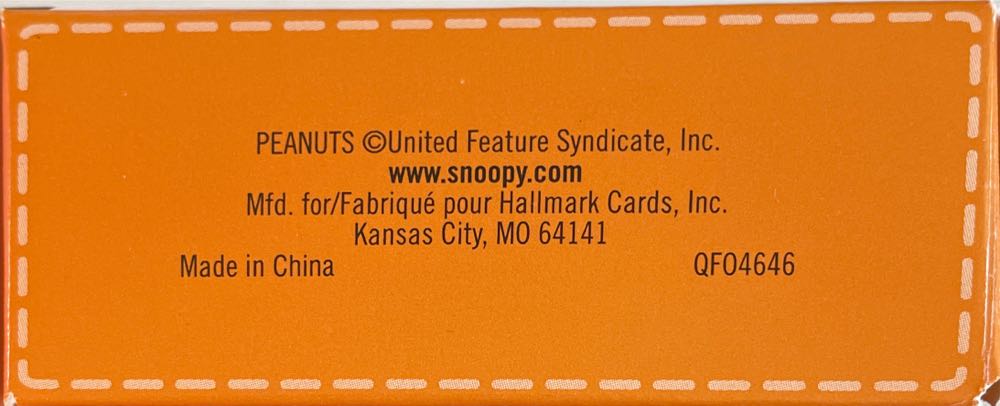 PEANUTS ©United Feature Syndicate, Inc.
www.snoopy.com
Mfd. for/Fabriqué pour Hallmark Cards, Inc.
Kansas City, MO 64141
Made in China QFO4646